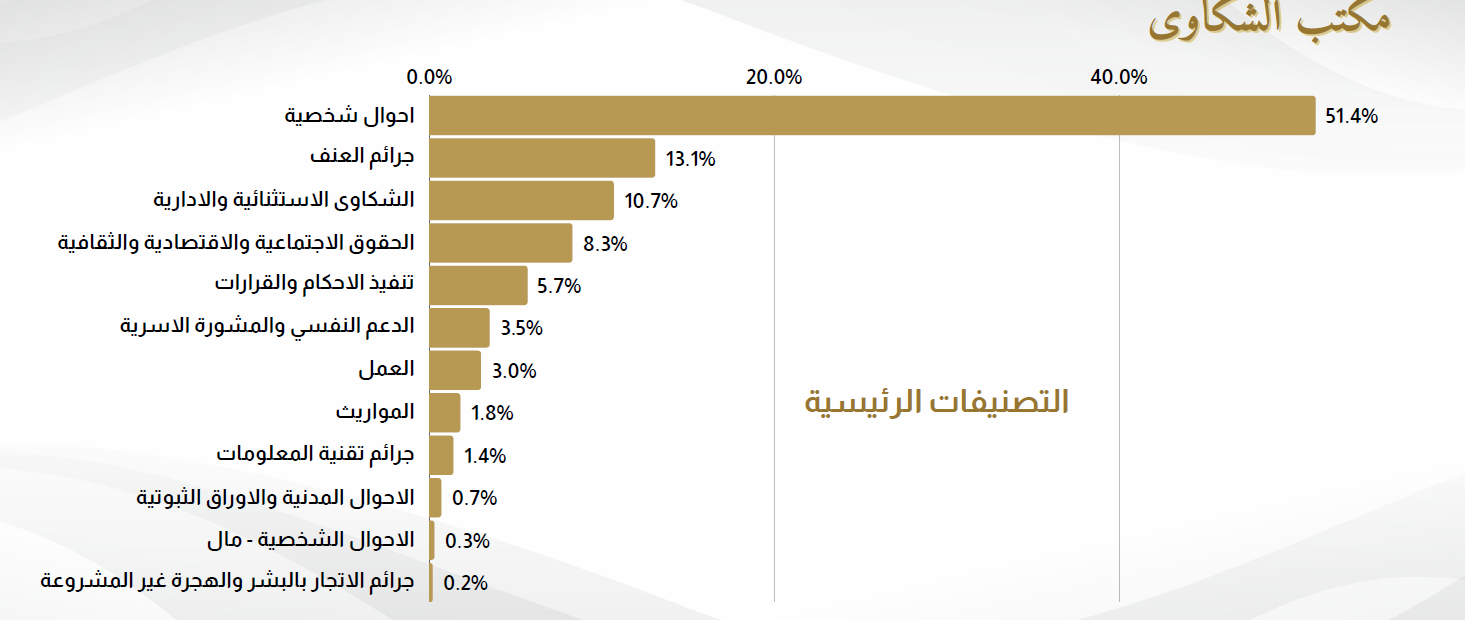 مكتب الشكاوى
0.0% 20.0% 40.0%
احوال شخصية 51.4%
جرائم العنف 13.1%
الشكاوى الاستثنائية والادارية 10.7%
الحقوق الاجتماعية والاقتصادية والثقافية 8.3%
تنفيذ الاحكام والقرارات 5.7%
الدعم النفسي والمشورة الاسرية 3.5%
العمل 3.0%
التصنيفات الرئيسية
المواريث 1.8%
جرائم تقنية المعلومات 1.4%
الاحوال المدنية والاوراق الثبوتية 0.7%
الاحوال الشخصية - مال 0.3%
جرائم الاتجار بالبشر والهجرة غير المشروعة 0.2%